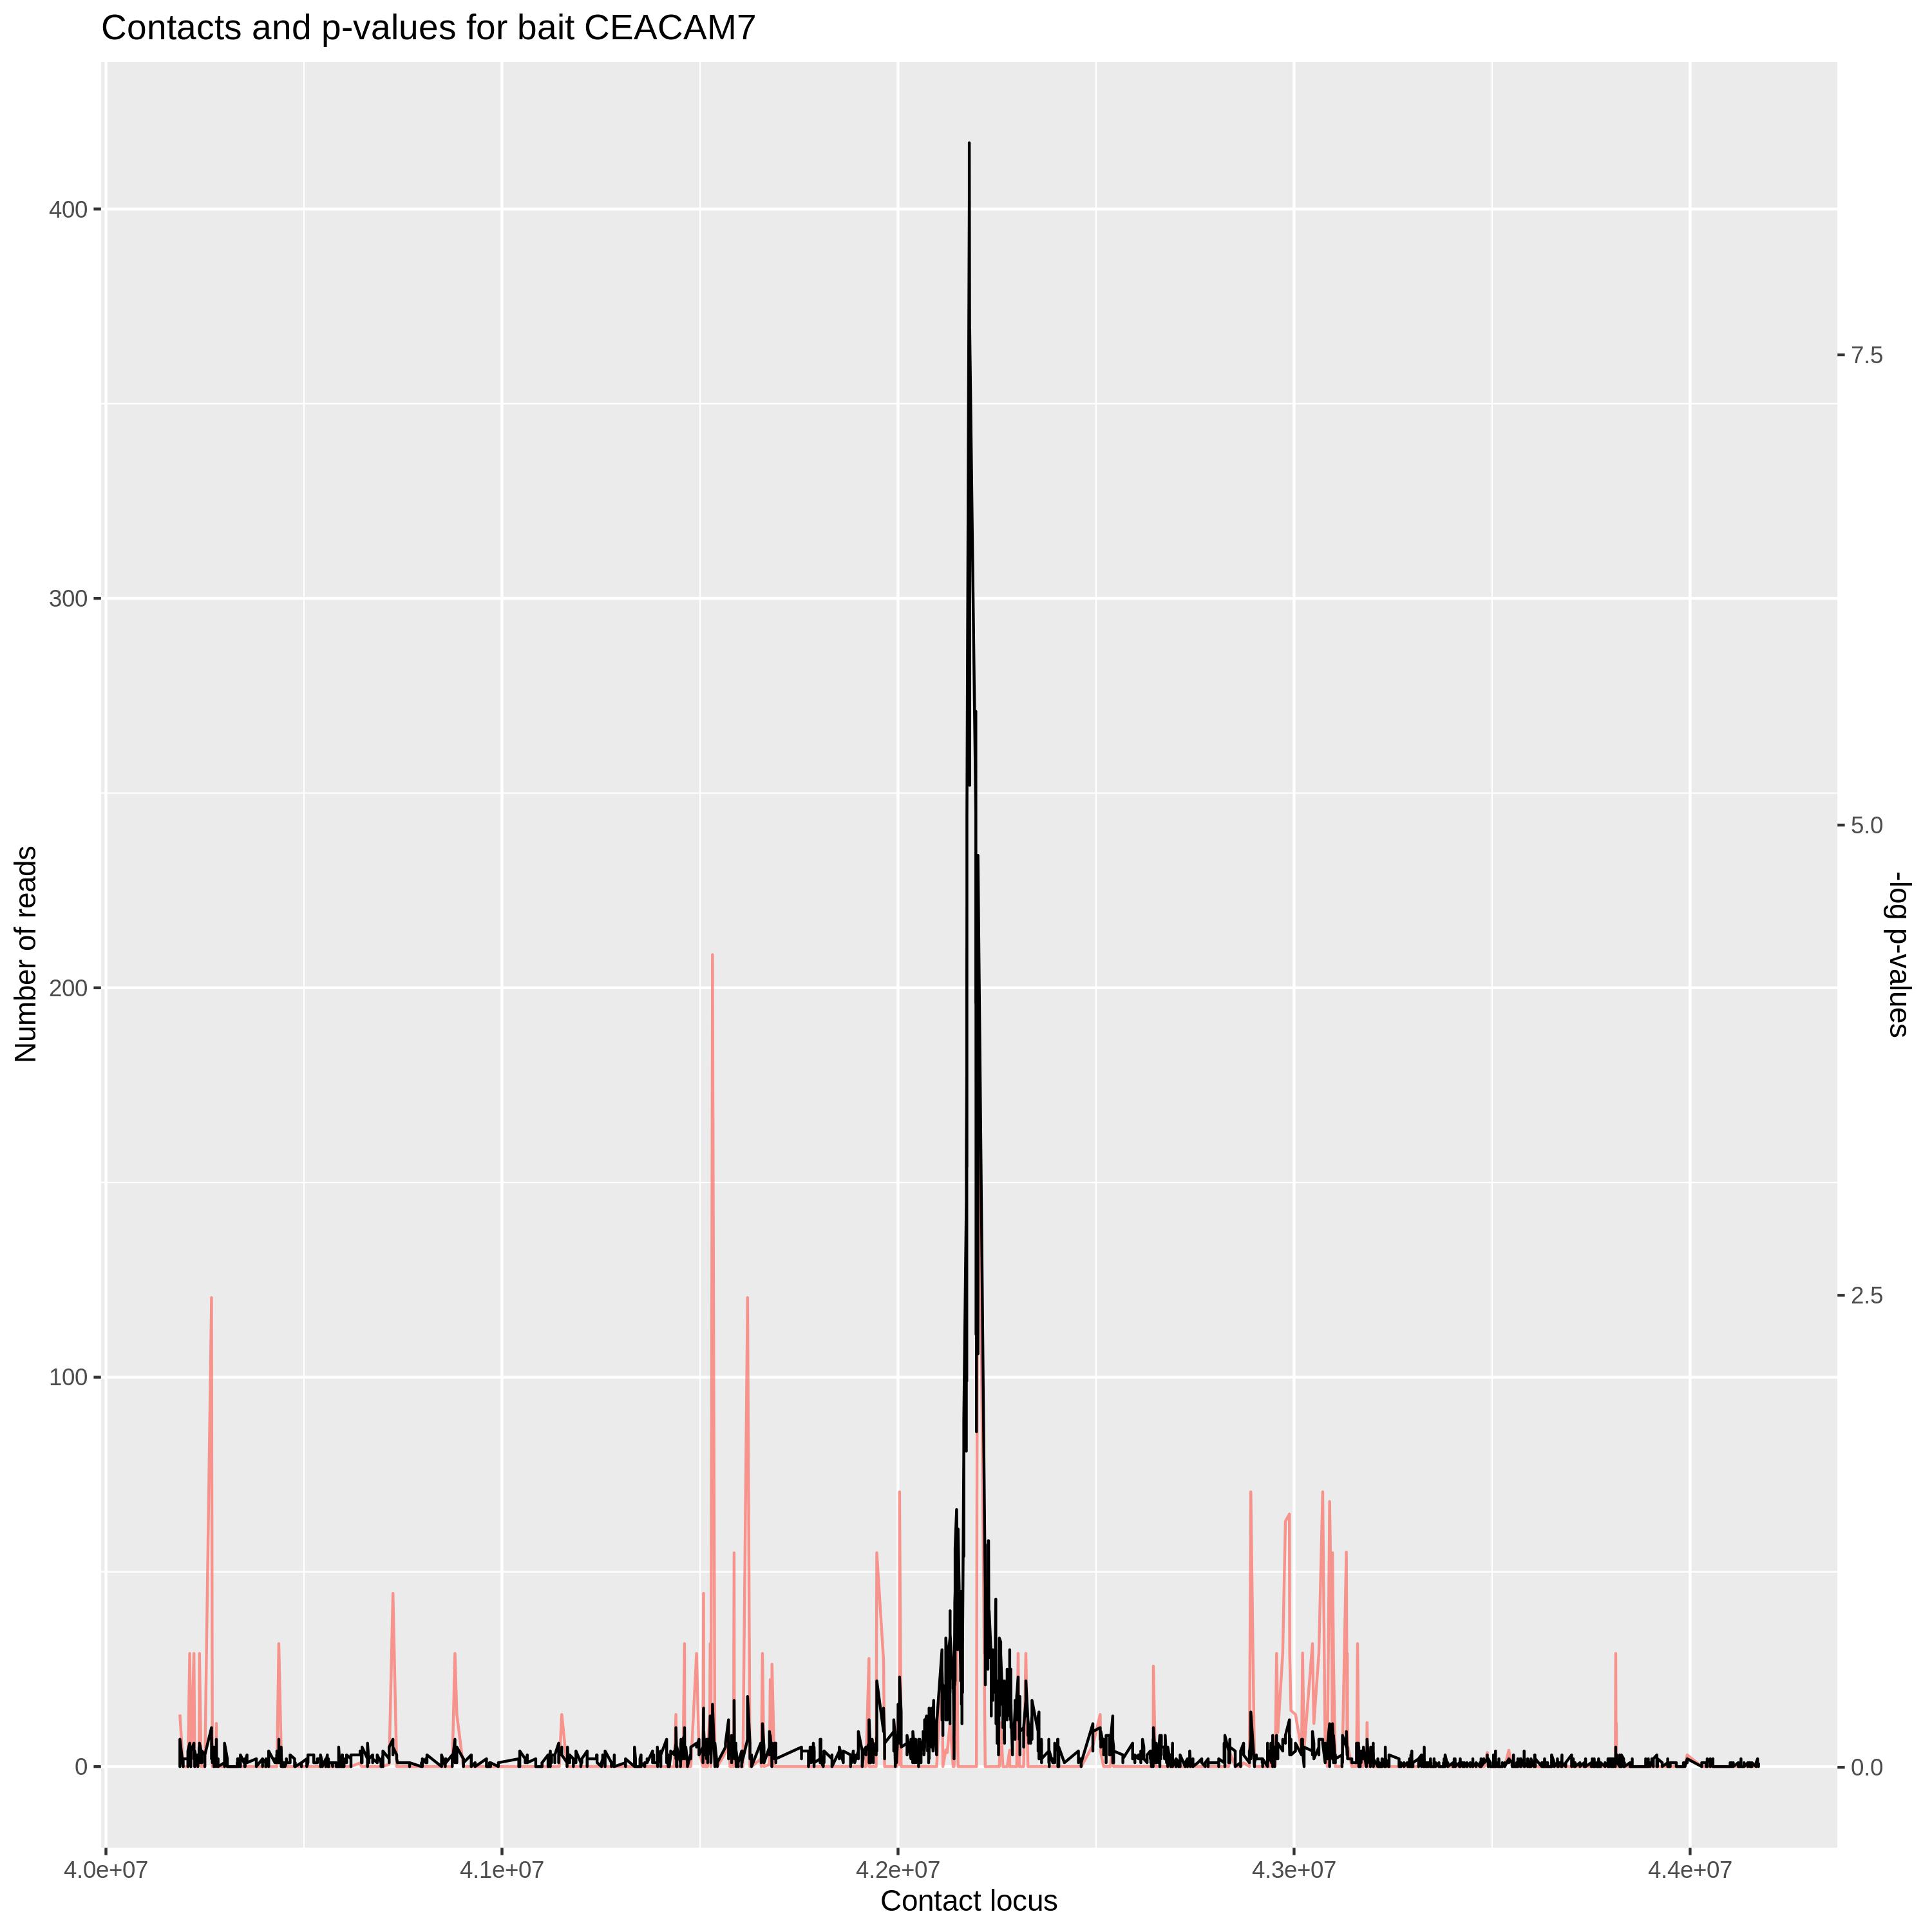 Contacts and p-values for bait CEACAM7
400
300
200
100
0
Number of reads
7.5
5.0
2.5
0.0
-log p-values
4.0e+07
4.1e+07
4.2e+07
4.3e+07
4.4e+07
Contact locus